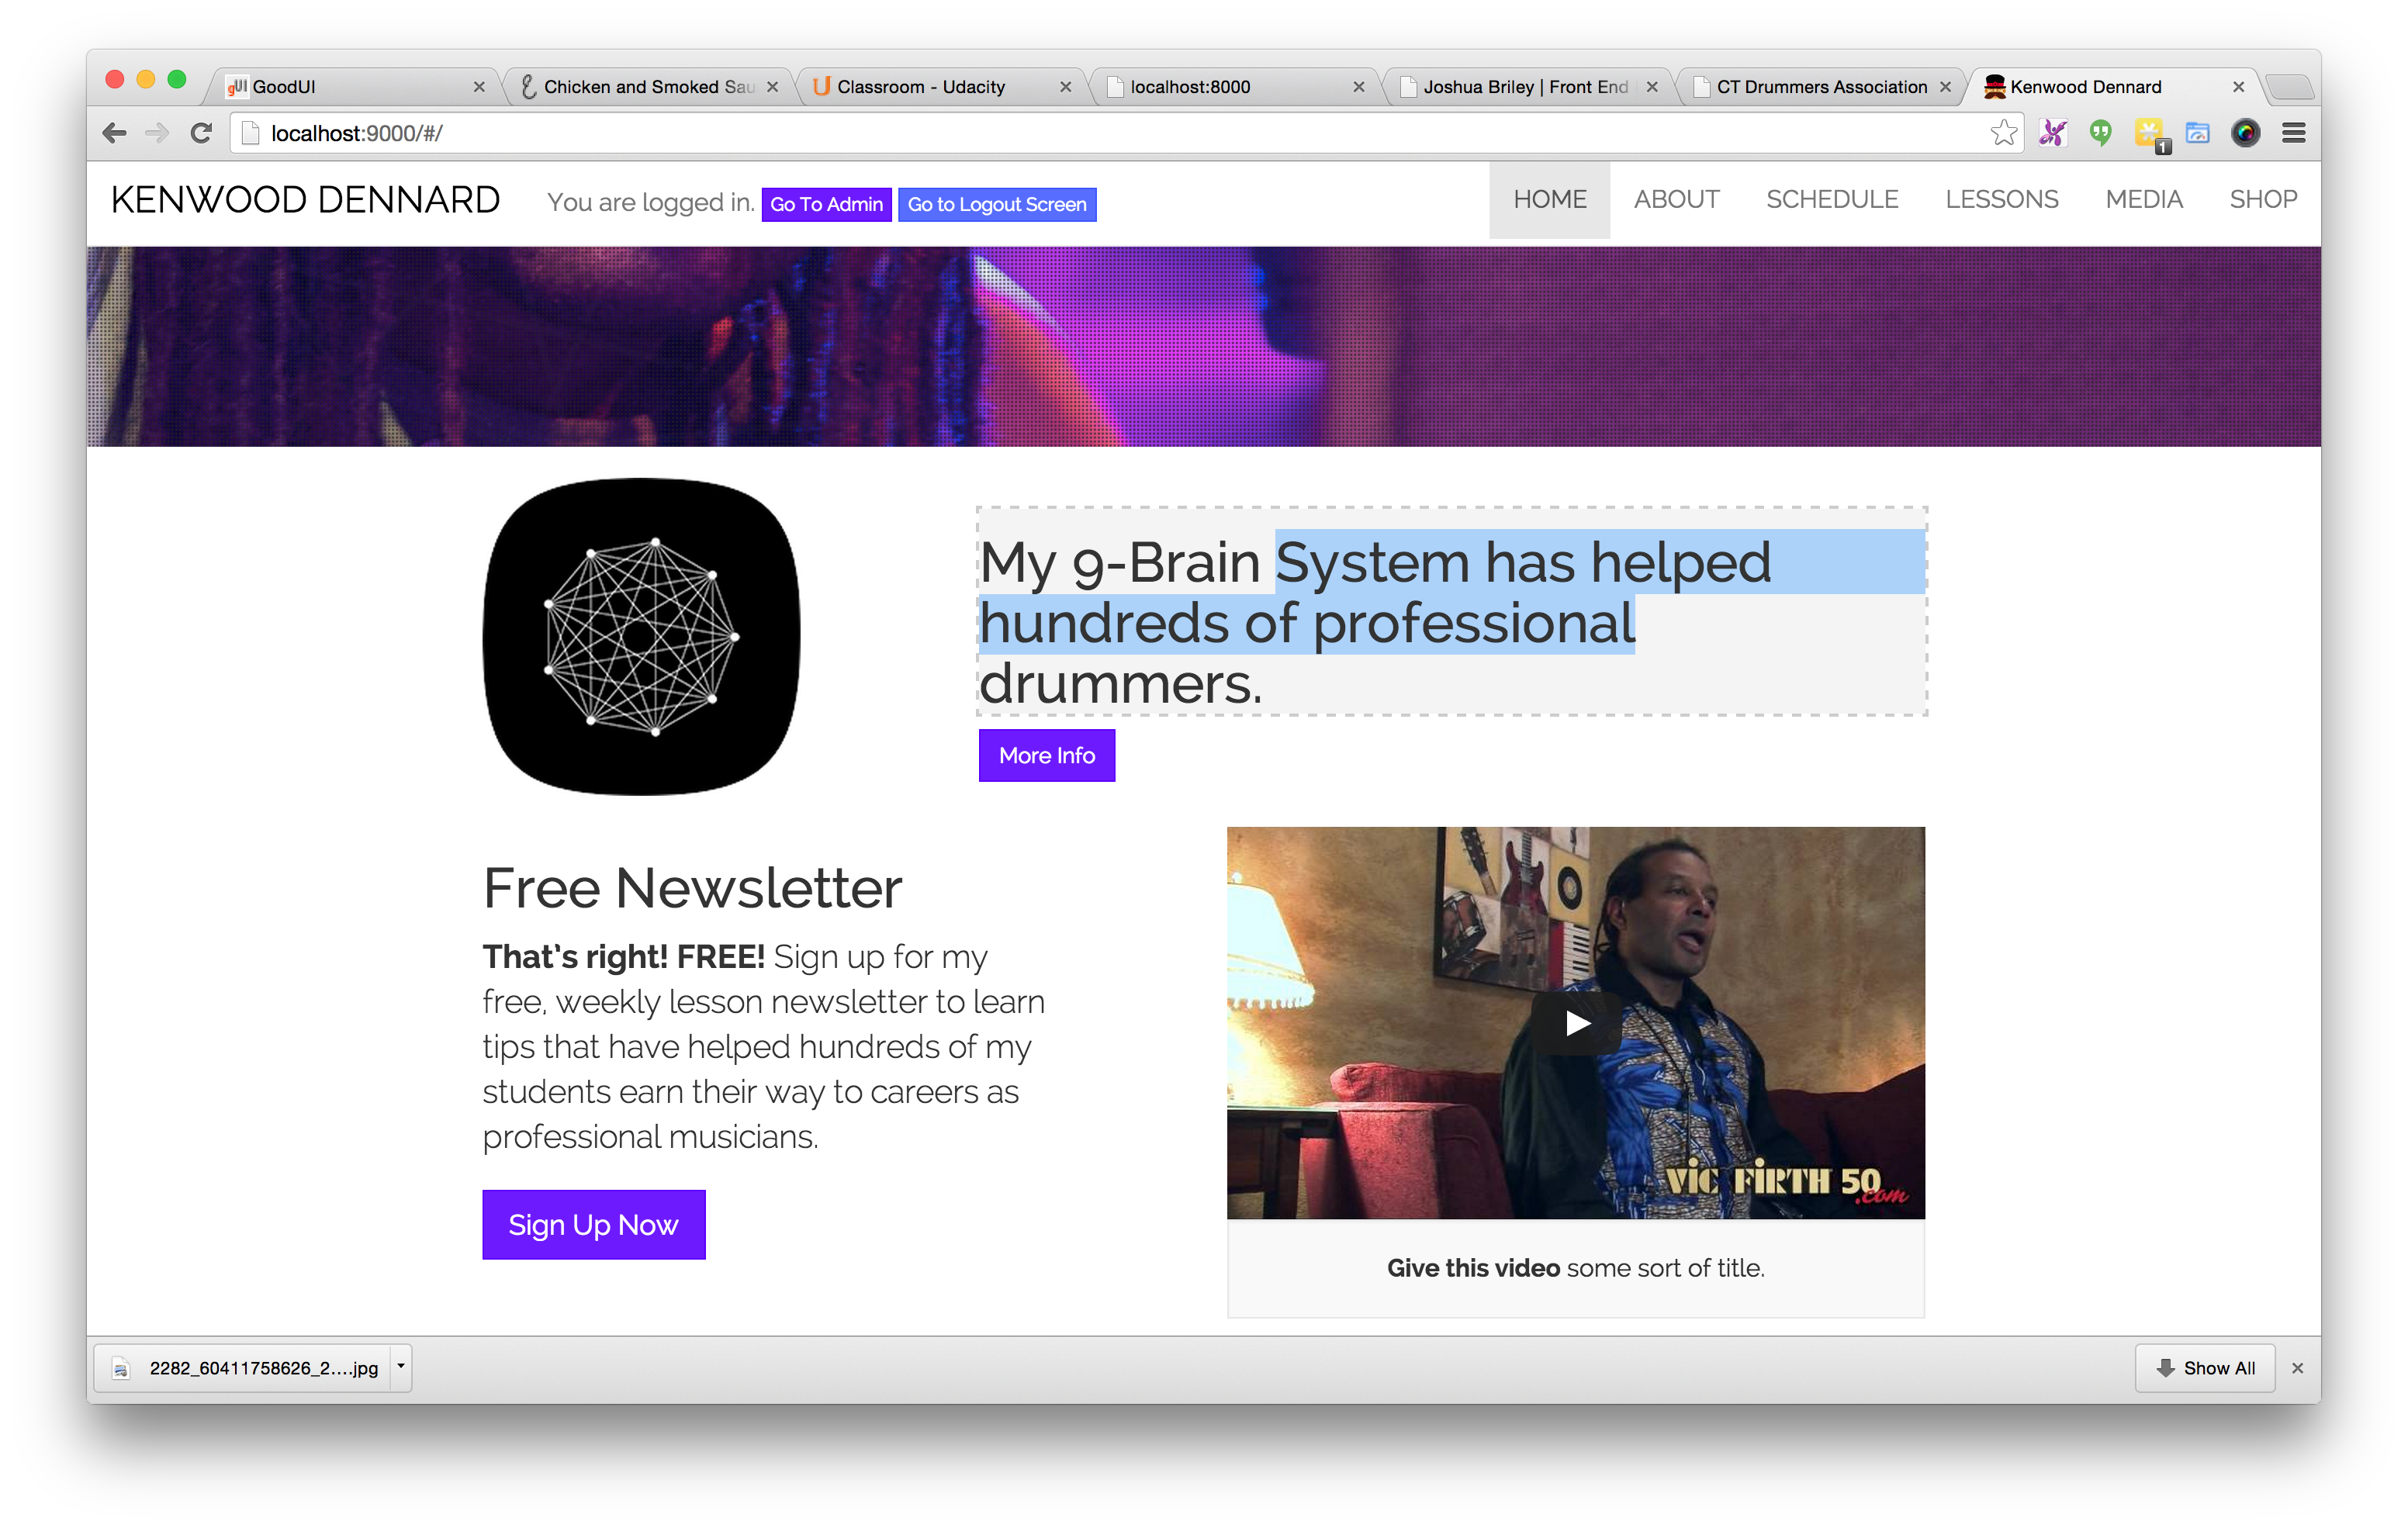 GoodUI
Chicken and Smoked Sau
Classroom - Udacity
localhost:8000
Joshua Briley | Front End
CT Drummers Association
Kenwood Dennard
localhost:9000/#/
1
KENWOOD DENNARD
You are logged in. Go To Admin Go to Logout Screen
HOME ABOUT SCHEDULE LESSONS MEDIA SHOP
My 9-Brain System has helped
hundreds of professional
drummers.
More Info
Free Newsletter
That's right! FREE! Sign up for my
free, weekly lesson newsletter to learn
tips that have helped hundreds of my
students earn their way to careers as
professional musicians.
Sign Up Now
VIC FIRTH 50
.com
Give this video some sort of title.
2282_60411758626_2....jpg
Show All